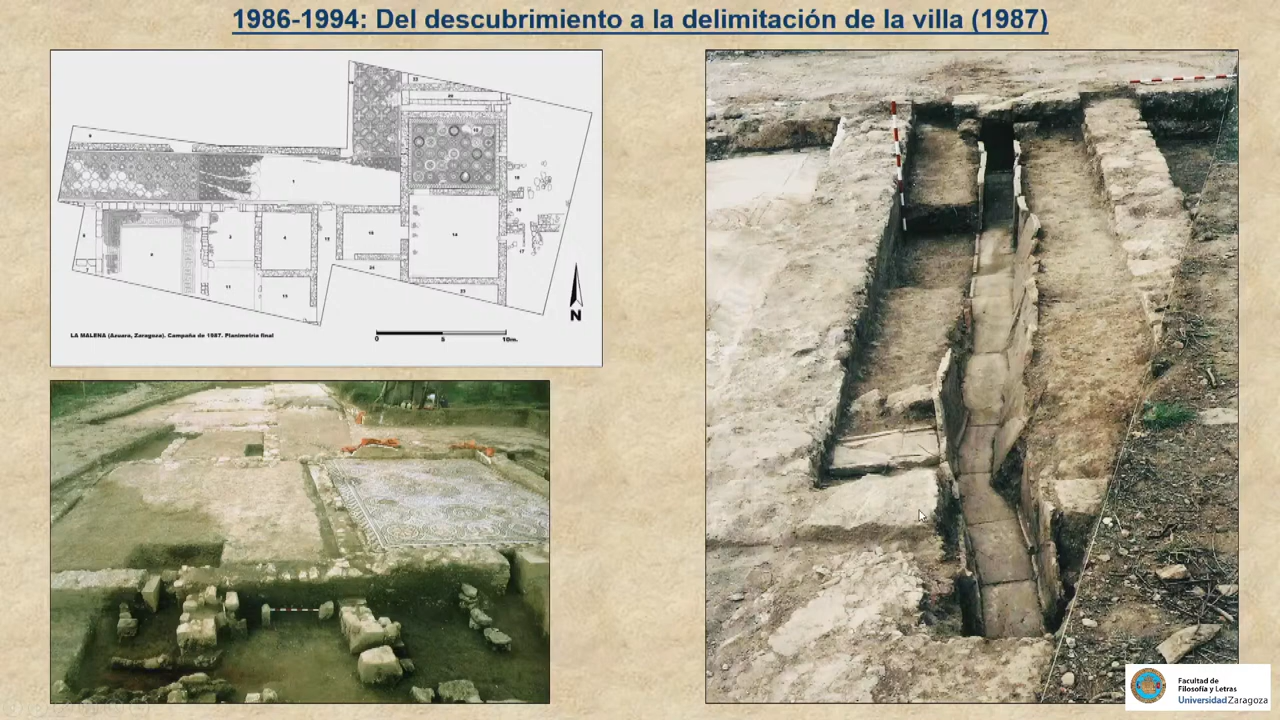 1986-1994: Del descubrimiento a la delimitación de la villa (1987)
LA MALENA (Azuara, Zaragoza). Campaña de 1987. Planimetría final
N
0 5 10m.
Facultad de
Filosofía y Letras
Universidad Zaragoza